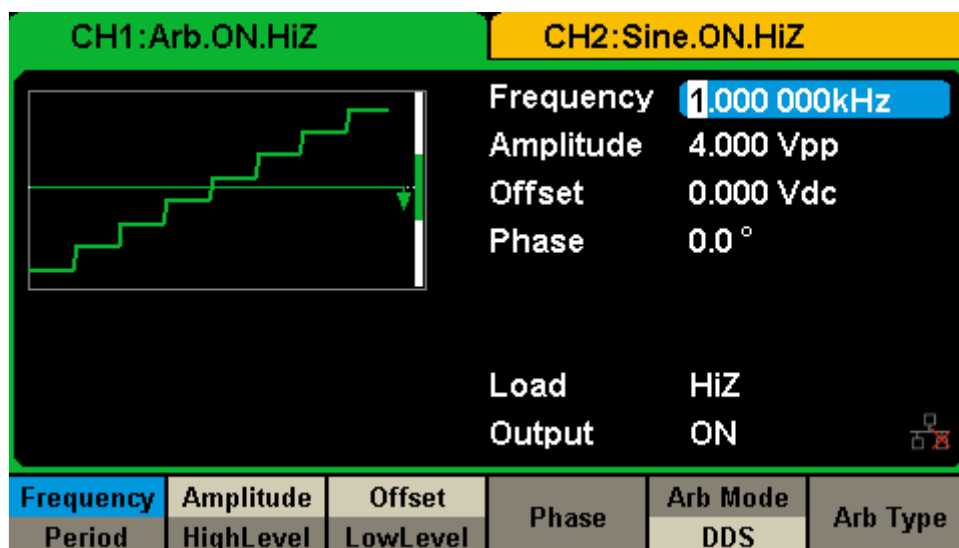 CH1:Arb.ON.HiZ
CH2:Sine.ON.HiZ
Frequency 1.000 000kHz
Amplitude 4.000 Vpp
Offset 0.000 Vdc
Phase 0.0 °
Load HiZ
Output ON
Frequency Amplitude Offset Phase Arb Mode Arb Type
Period HighLevel LowLevel DDS